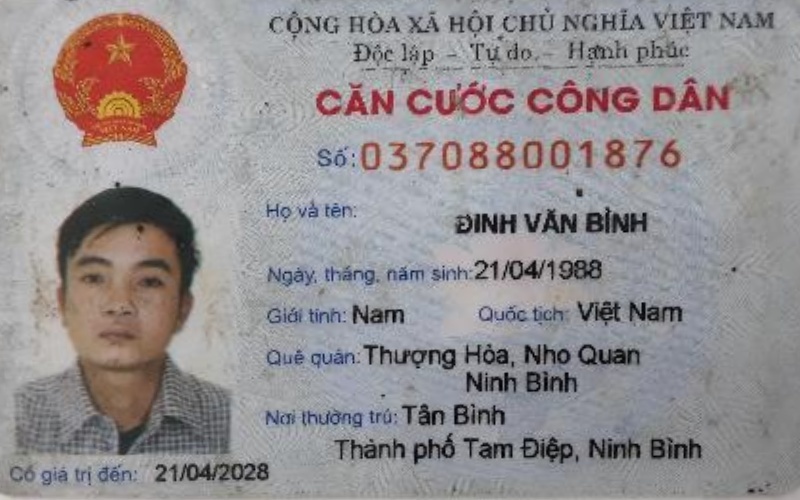 CỘNG HÒA XÃ HỘI CHỦ NGHĨA VIỆT NAM
Độc lập - Tự do - Hạnh phúc
CĂN CƯỚC CÔNG DÂN
Số: 037088001876
Họ và tên: ĐINH VĂN BÌNH
Ngày, tháng, năm sinh: 21/04/1988
Giới tính: Nam Quốc tịch: Việt Nam
Quê quán: Thượng Hòa, Nho Quan
Ninh Bình
Nơi thường trú: Tân Bình
Thành phố Tam Điệp, Ninh Bình
Có giá trị đến: 21/04/2028